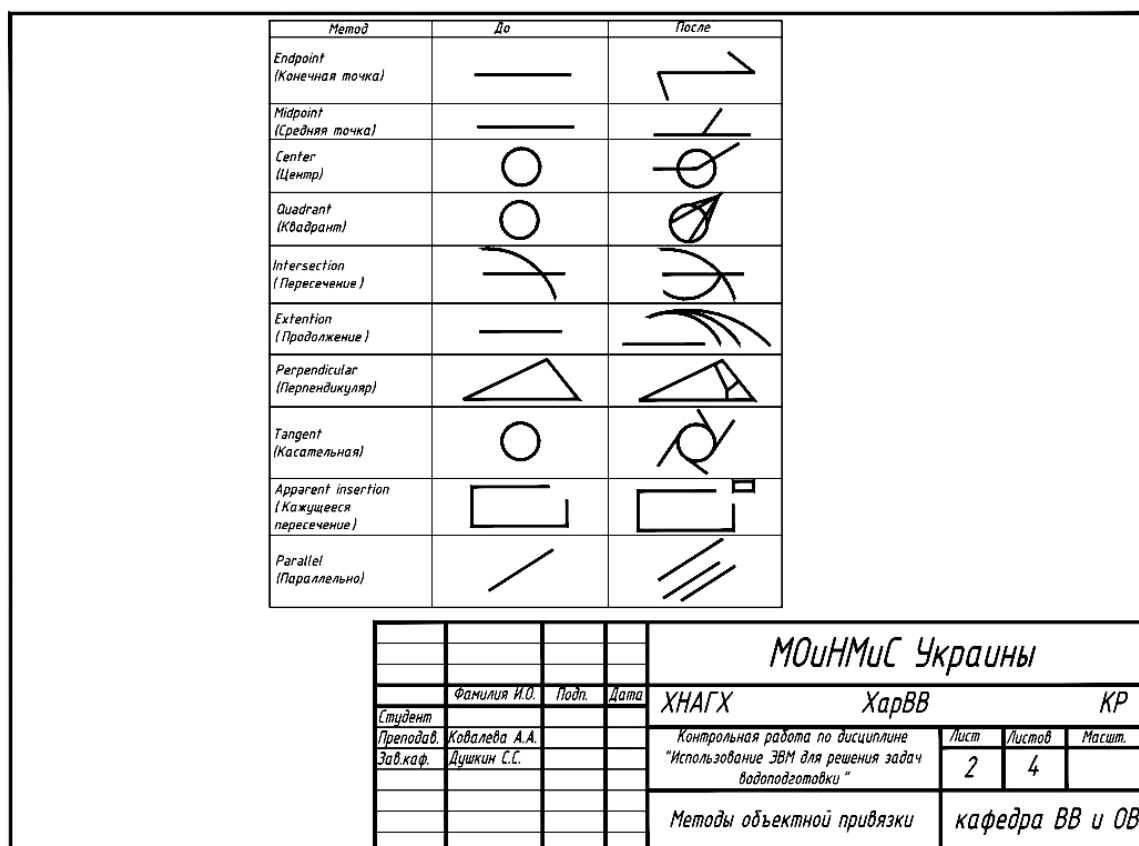 Метод До После
Endpoint
(Конечная точка)
Midpoint
(Средняя точка)
Center
(Центр)
Quadrant
(Квадрант)
Intersection
(Пересечение)
Extention
(Продолжение)
Perpendicular
(Перпендикуляр)
Tangent
(Касательная)
Apparent insertion
(Кажущееся
пересечение)
Parallel
(Параллельно)
МОиНМиС Украины
Фамилия И.О. Подп. Дата
ХНАГХ ХарВВ КР
Студент
Преподав. Ковалева А.А.
Зав.каф. Душкин С.С.
Контрольная работа по дисциплине
"Использование ЭВМ для решения задач
водоподготовки "
Лист Листов Масшт.
2 4
Методы объектной привязки
кафедра ВВ и ОВ